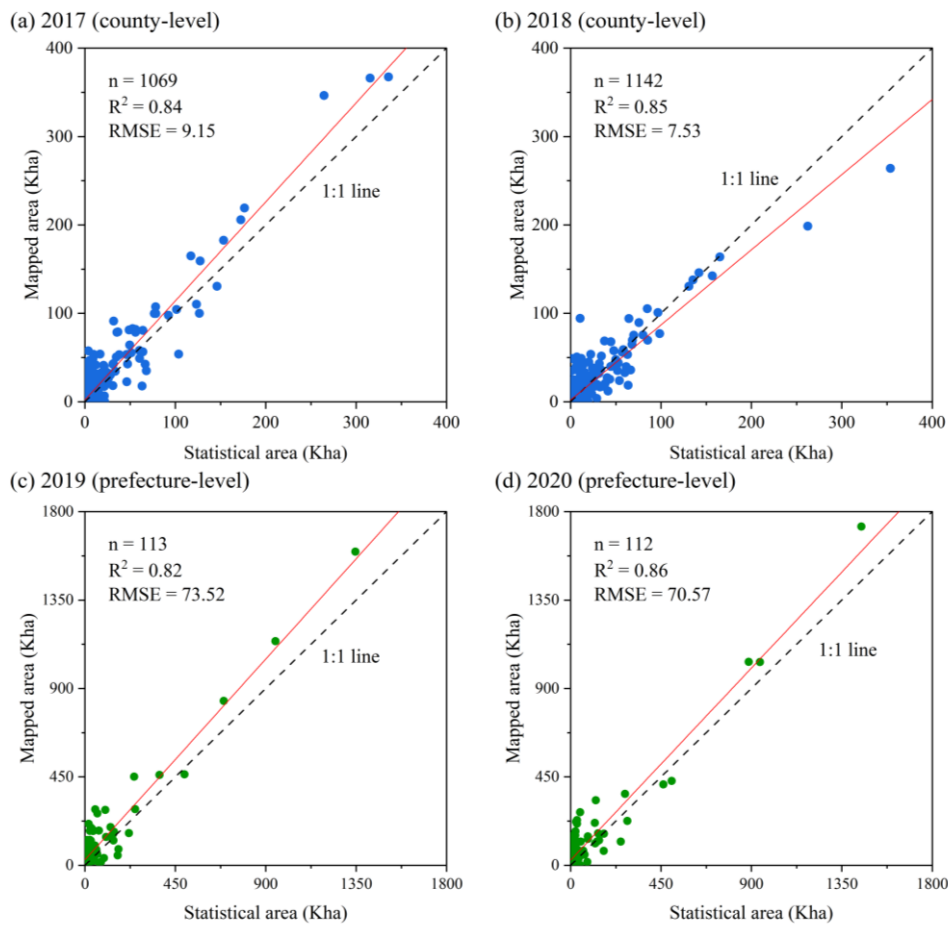 (a) 2017 (county-level)
n = 1069
R² = 0.84
RMSE = 9.15
1:1 line
Mapped area (Kha)
400
300
200
100
0
0 100 200 300 400
Statistical area (Kha)
(b) 2018 (county-level)
n = 1142
R² = 0.85
RMSE = 7.53
1:1 line
Mapped area (Kha)
400
300
200
100
0
0 100 200 300 400
Statistical area (Kha)
(c) 2019 (prefecture-level)
n = 113
R² = 0.82
RMSE = 73.52
1:1 line
Mapped area (Kha)
1800
1350
900
450
0
0 450 900 1350 1800
Statistical area (Kha)
(d) 2020 (prefecture-level)
n = 112
R² = 0.86
RMSE = 70.57
1:1 line
Mapped area (Kha)
1800
1350
900
450
0
0 450 900 1350 1800
Statistical area (Kha)